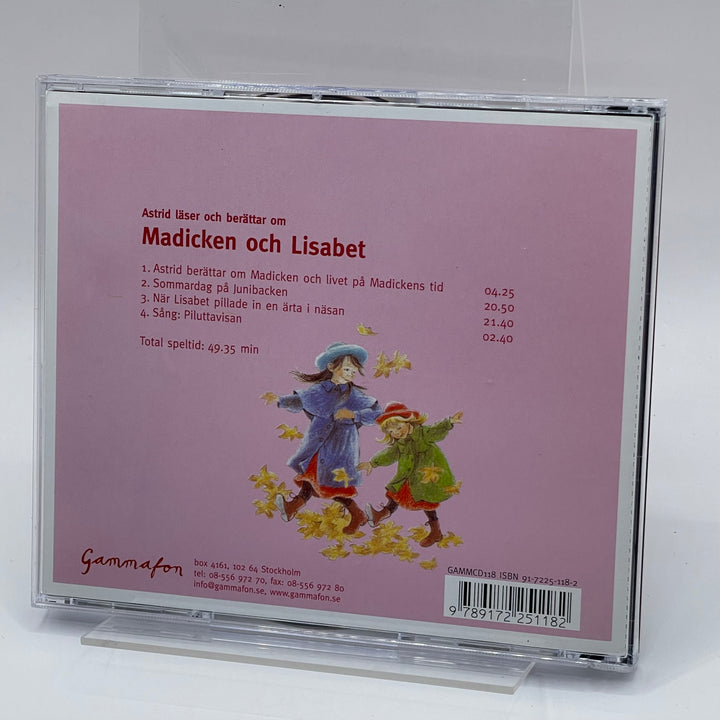 Astrid läser och berättar om
Madicken och Lisabet
1. Astrid berättar om Madicken och livet på Madickens tid 04.25
2. Sommardag på Junibacken 20.50
3. När Lisabet pillade in en ärta i näsan 21.40
4. Sång: Piluttavisan 02.40
Total speltid: 49.35 min
Gammafon
box 4161, 102 64 Stockholm
tel: 08-556 972 70, fax: 08-556 972 80
info@gammafon.se, www.gammafon.se
GAMMCD118 ISBN 91-7225-118-2
9 789172 251182